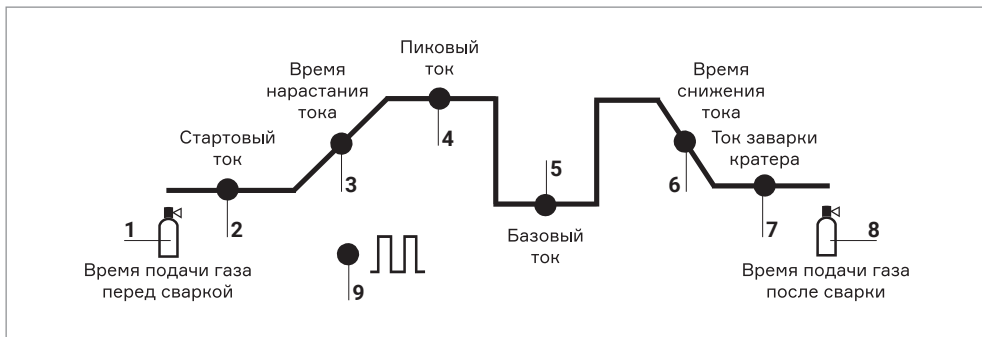 Пиковый
ток
Время
нарастания
тока
Время
снижения
тока
Стартовый
ток
4
Ток заварки
кратера
3
5
6
1
2
7
8
Базовый
ток
Время подачи газа
перед сваркой
9
Время подачи газа
после сварки